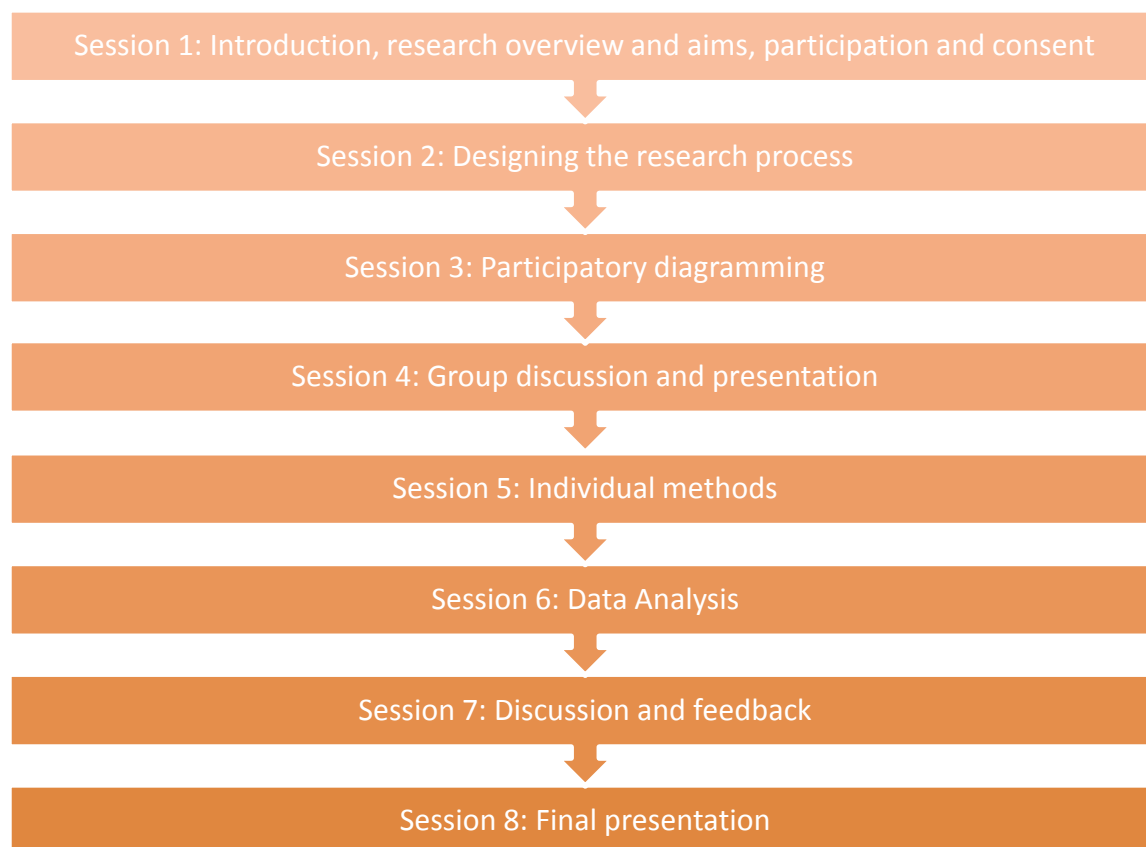 Session 1: Introduction, research overview and aims, participation and consent
Session 2: Designing the research process
Session 3: Participatory diagramming
Session 4: Group discussion and presentation
Session 5: Individual methods
Session 6: Data Analysis
Session 7: Discussion and feedback
Session 8: Final presentation